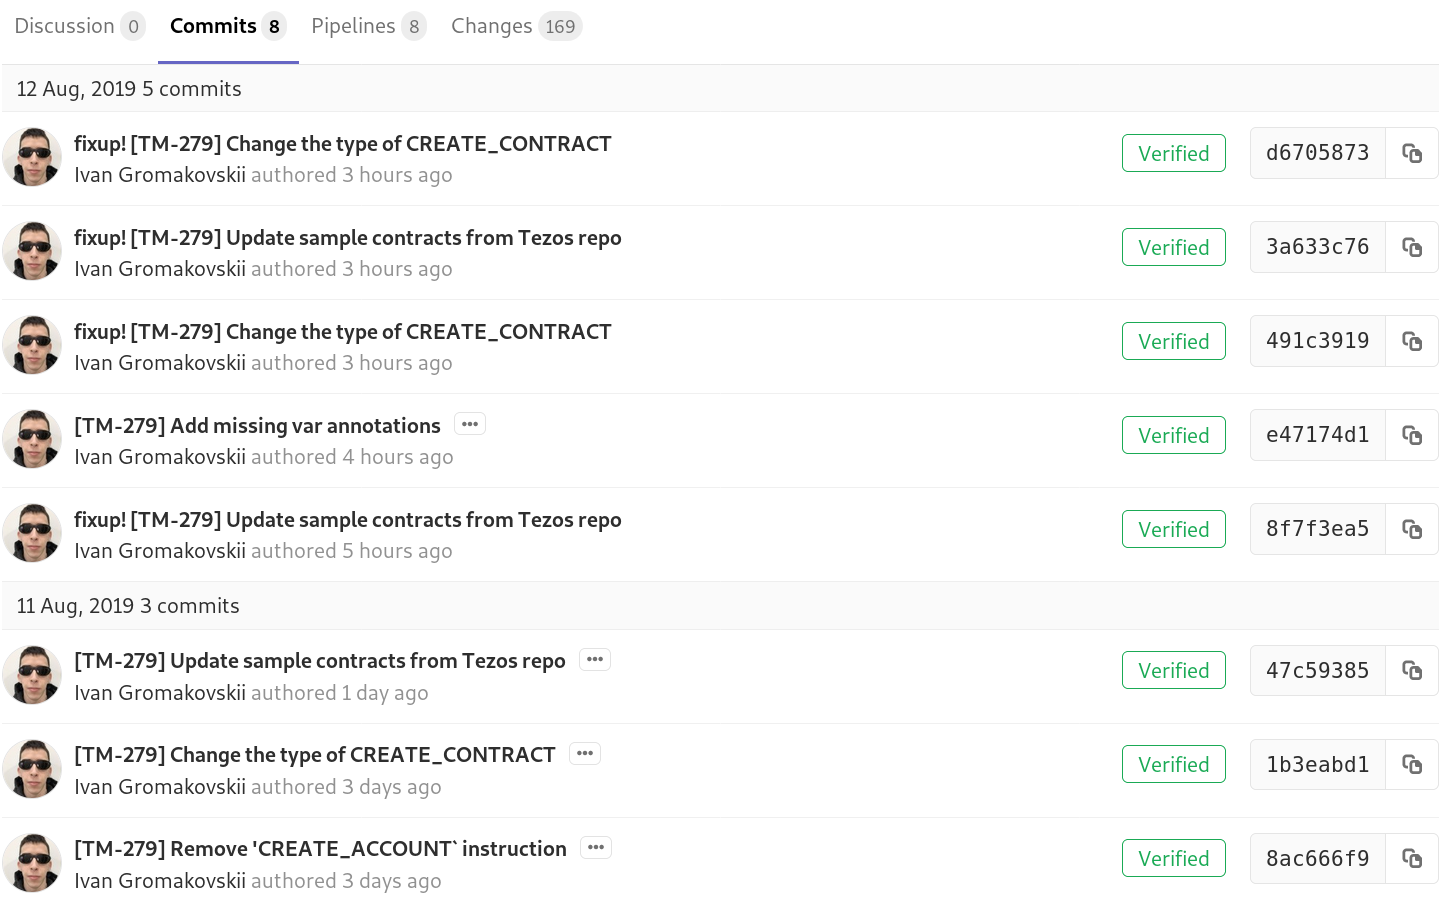 Discussion 0 Commits 8 Pipelines 8 Changes 169
12 Aug, 2019 5 commits
fixup! [TM-279] Change the type of CREATE_CONTRACT
Ivan Gromakovskii authored 3 hours ago
Verified d6705873
fixup! [TM-279] Update sample contracts from Tezos repo
Ivan Gromakovskii authored 3 hours ago
Verified 3a633c76
fixup! [TM-279] Change the type of CREATE_CONTRACT
Ivan Gromakovskii authored 3 hours ago
Verified 491c3919
[TM-279] Add missing var annotations ...
Ivan Gromakovskii authored 4 hours ago
Verified e47174d1
fixup! [TM-279] Update sample contracts from Tezos repo
Ivan Gromakovskii authored 5 hours ago
Verified 8f7f3ea5
11 Aug, 2019 3 commits
[TM-279] Update sample contracts from Tezos repo ...
Ivan Gromakovskii authored 1 day ago
Verified 47c59385
[TM-279] Change the type of CREATE_CONTRACT ...
Ivan Gromakovskii authored 3 days ago
Verified 1b3eabd1
[TM-279] Remove 'CREATE_ACCOUNT` instruction ...
Ivan Gromakovskii authored 3 days ago
Verified 8ac666f9